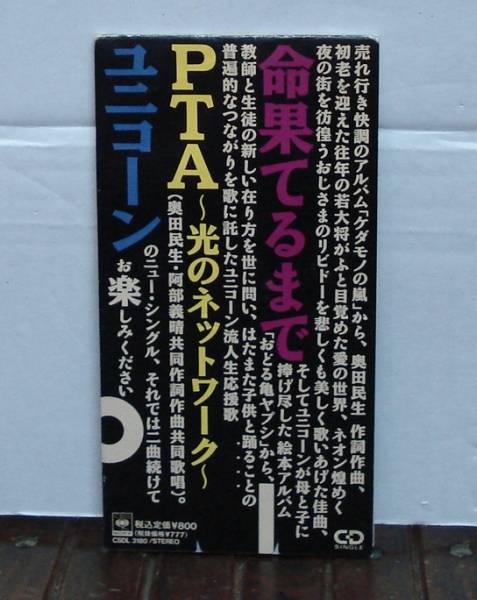 売れ行き快調のアルバム「ケダモノの嵐」から、奥田民生 作詞作曲、
初老を迎えた往年の若大将がふと目覚めた愛の世界、ネオン煌めく
夜の街を彷徨うおじさまのリビドーを悲しくも美しく歌いあげた佳曲、
命果てるまで
そしてユニコーンが母と子に
捧げ尽した 絵本アルバム
「おどる亀ヤプシ」から、
教師と生徒の新しい在り方を世に問い、はたまた子供と踊ることの
普遍的なつながりを歌に託したユニコーン流人生応援歌…
PTA〜光のネットワーク〜
(奥田民生・阿部義晴共同作詞作曲共同歌唱)。
ユニコーン
のニュー・シングル、それでは二曲続けて
お楽しみください。
税込定価¥800
(税抜価格¥777)
CSDL 3180 /STEREO
CD
SINGLE